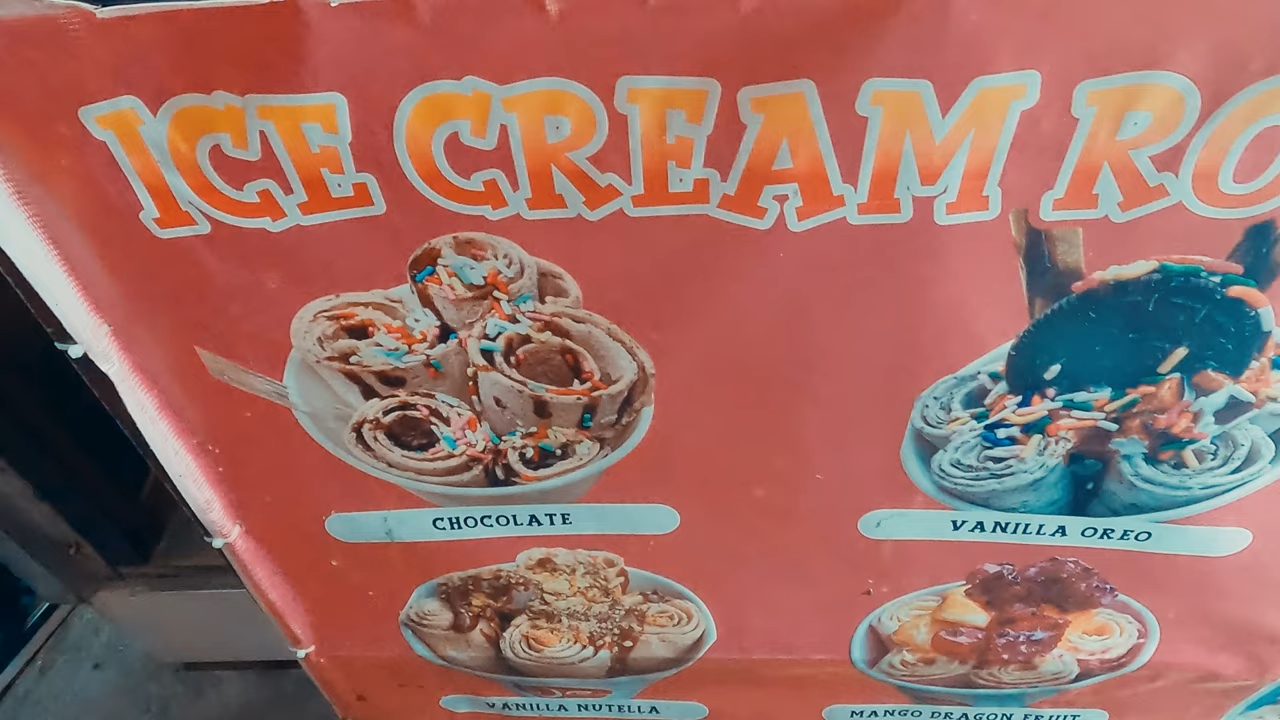 ICE CREAM RO
CHOCOLATE
VANILLA OREO
VANILLA NUTELLA
MANGO DRAGON FRUIT